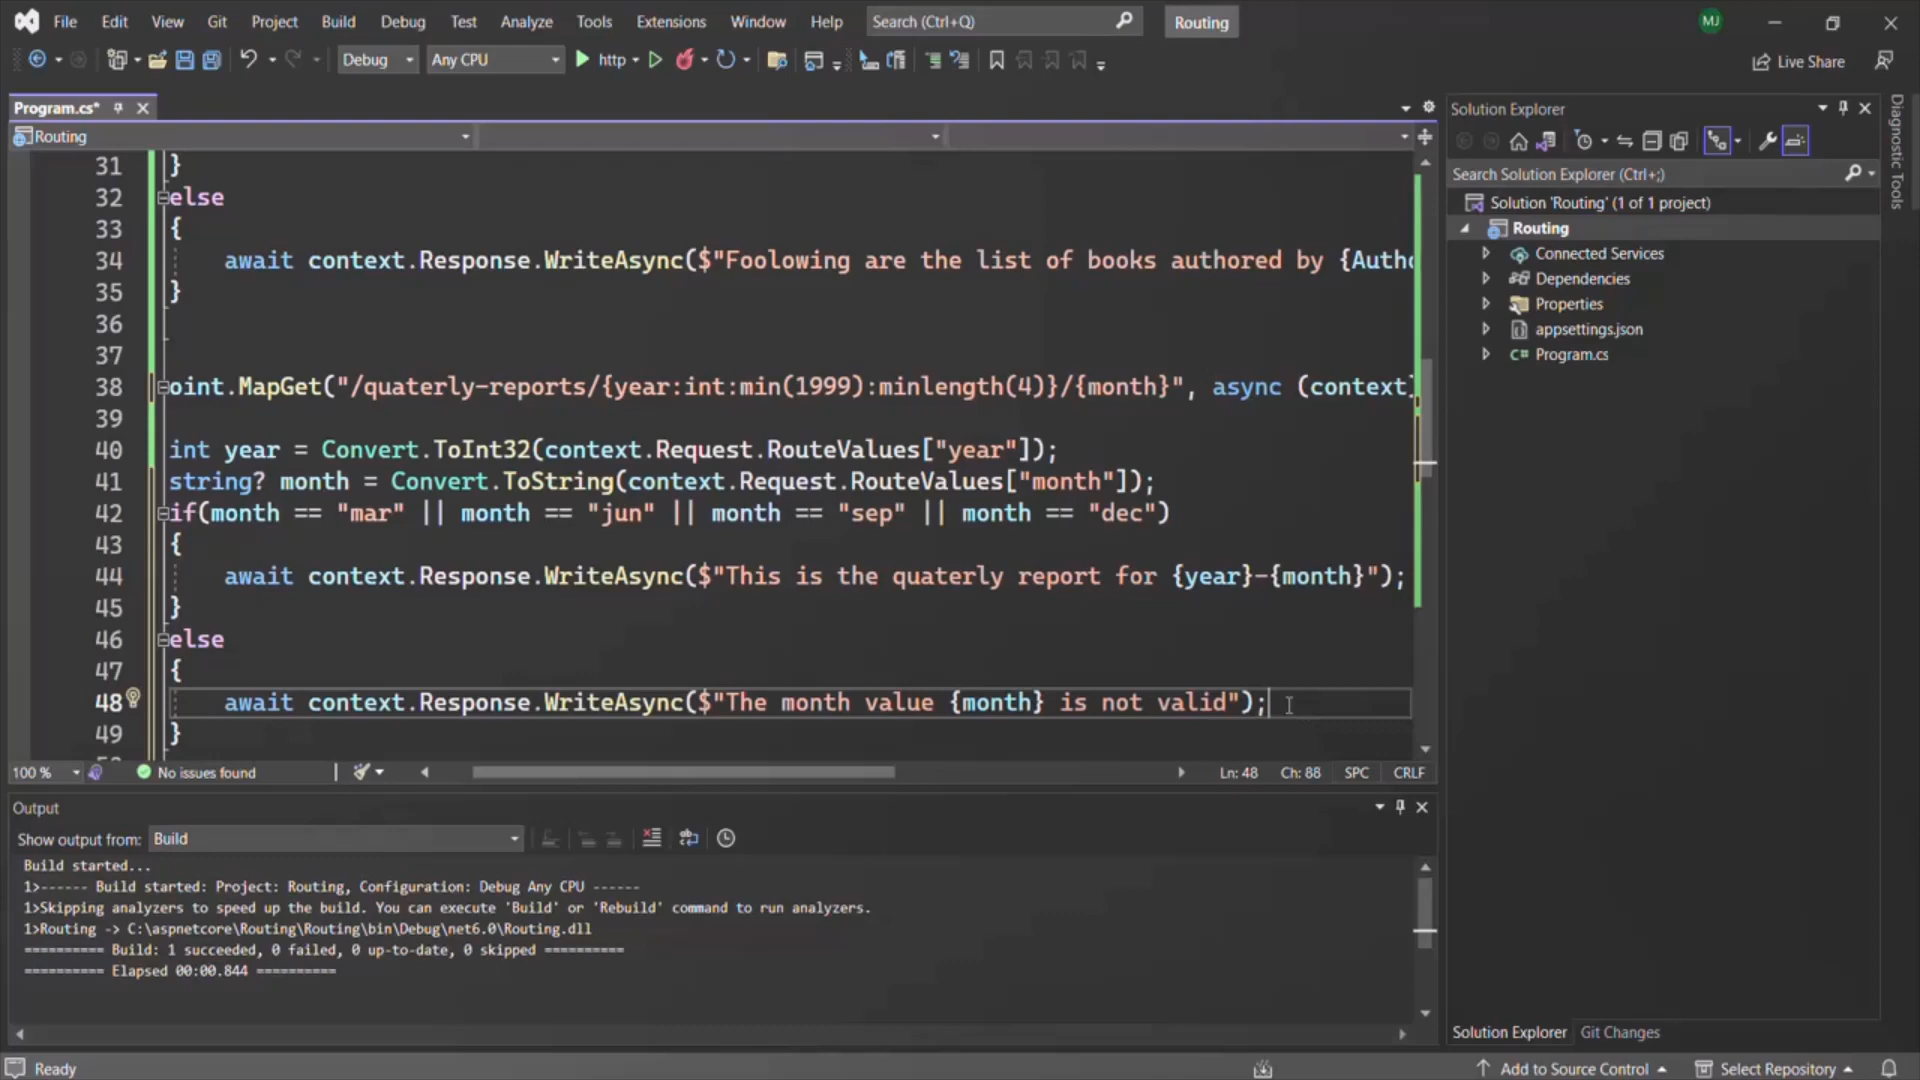 File Edit View Git Project Build Debug Test Analyze Tools Extensions Window Help Search (Ctrl+Q) Routing MJ
Debug Any CPU http Live Share
Program.cs*
Routing
31 }
32 else
33 {
34 await context.Response.WriteAsync($"Foolowing are the list of books authored by {Autho
35 }
36
37
38 oint.MapGet("/quaterly-reports/{year:int:min(1999):minlength(4)}/{month}", async (context
39
40 int year = Convert.ToInt32(context.Request.RouteValues["year"]);
41 string? month = Convert.ToString(context.Request.RouteValues["month"]);
42 if(month == "mar" || month == "jun" || month == "sep" || month == "dec")
43 {
44 await context.Response.WriteAsync($"This is the quaterly report for {year}-{month}");
45 }
46 else
47 {
48 await context.Response.WriteAsync($"The month value {month} is not valid");
49 }
100 % No issues found Ln: 48 Ch: 88 SPC CRLF
Output
Show output from: Build
Build started...
1>------ Build started: Project: Routing, Configuration: Debug Any CPU ------
1>Skipping analyzers to speed up the build. You can execute 'Build' or 'Rebuild' command to run analyzers.
1>Routing -> C:\aspnetcore\Routing\Routing\bin\Debug\net6.0\Routing.dll
========== Build: 1 succeeded, 0 failed, 0 up-to-date, 0 skipped ==========
========== Elapsed 00:00.844 ==========
Solution Explorer
Search Solution Explorer (Ctrl+;)
Solution 'Routing' (1 of 1 project)
Routing
Connected Services
Dependencies
Properties
appsettings.json
C# Program.cs
Solution Explorer Git Changes
Diagnostic Tools
Ready Add to Source Control Select Repository